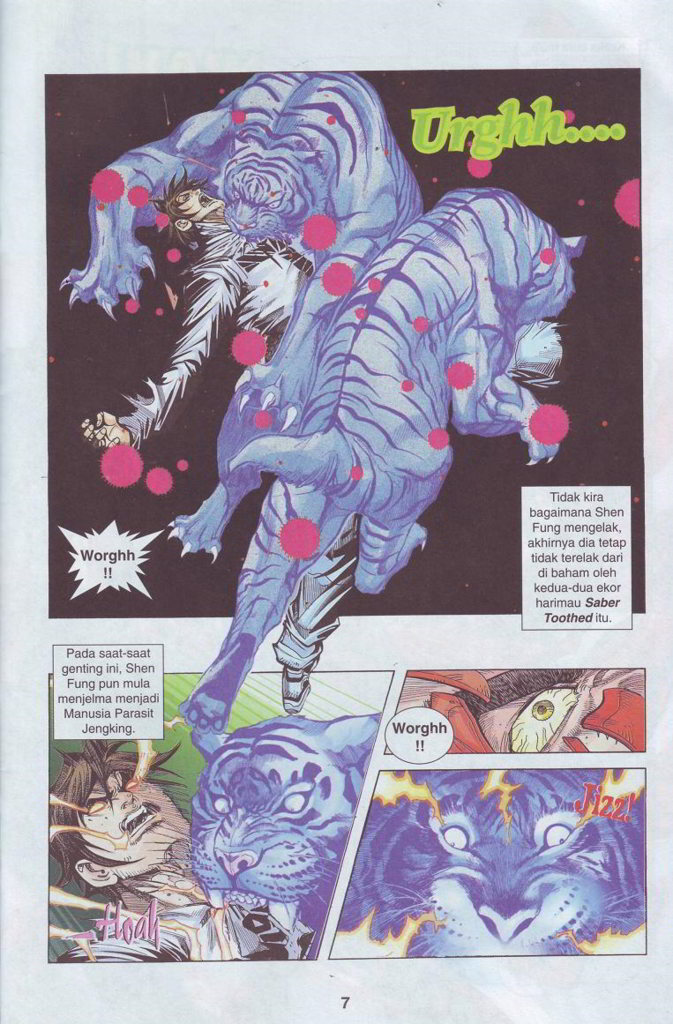 Urghh....
Worghh
!!
Tidak kira
bagaimana Shen
Fung mengelak,
akhirnya dia tetap
tidak terelak dari
di baham oleh
kedua-dua ekor
harimau Saber
Toothed itu.
Pada saat-saat
genting ini, Shen
Fung pun mula
menjelma menjadi
Manusia Parasit
Jengking.
Worghh
!!
Jizz!
Hoah
7